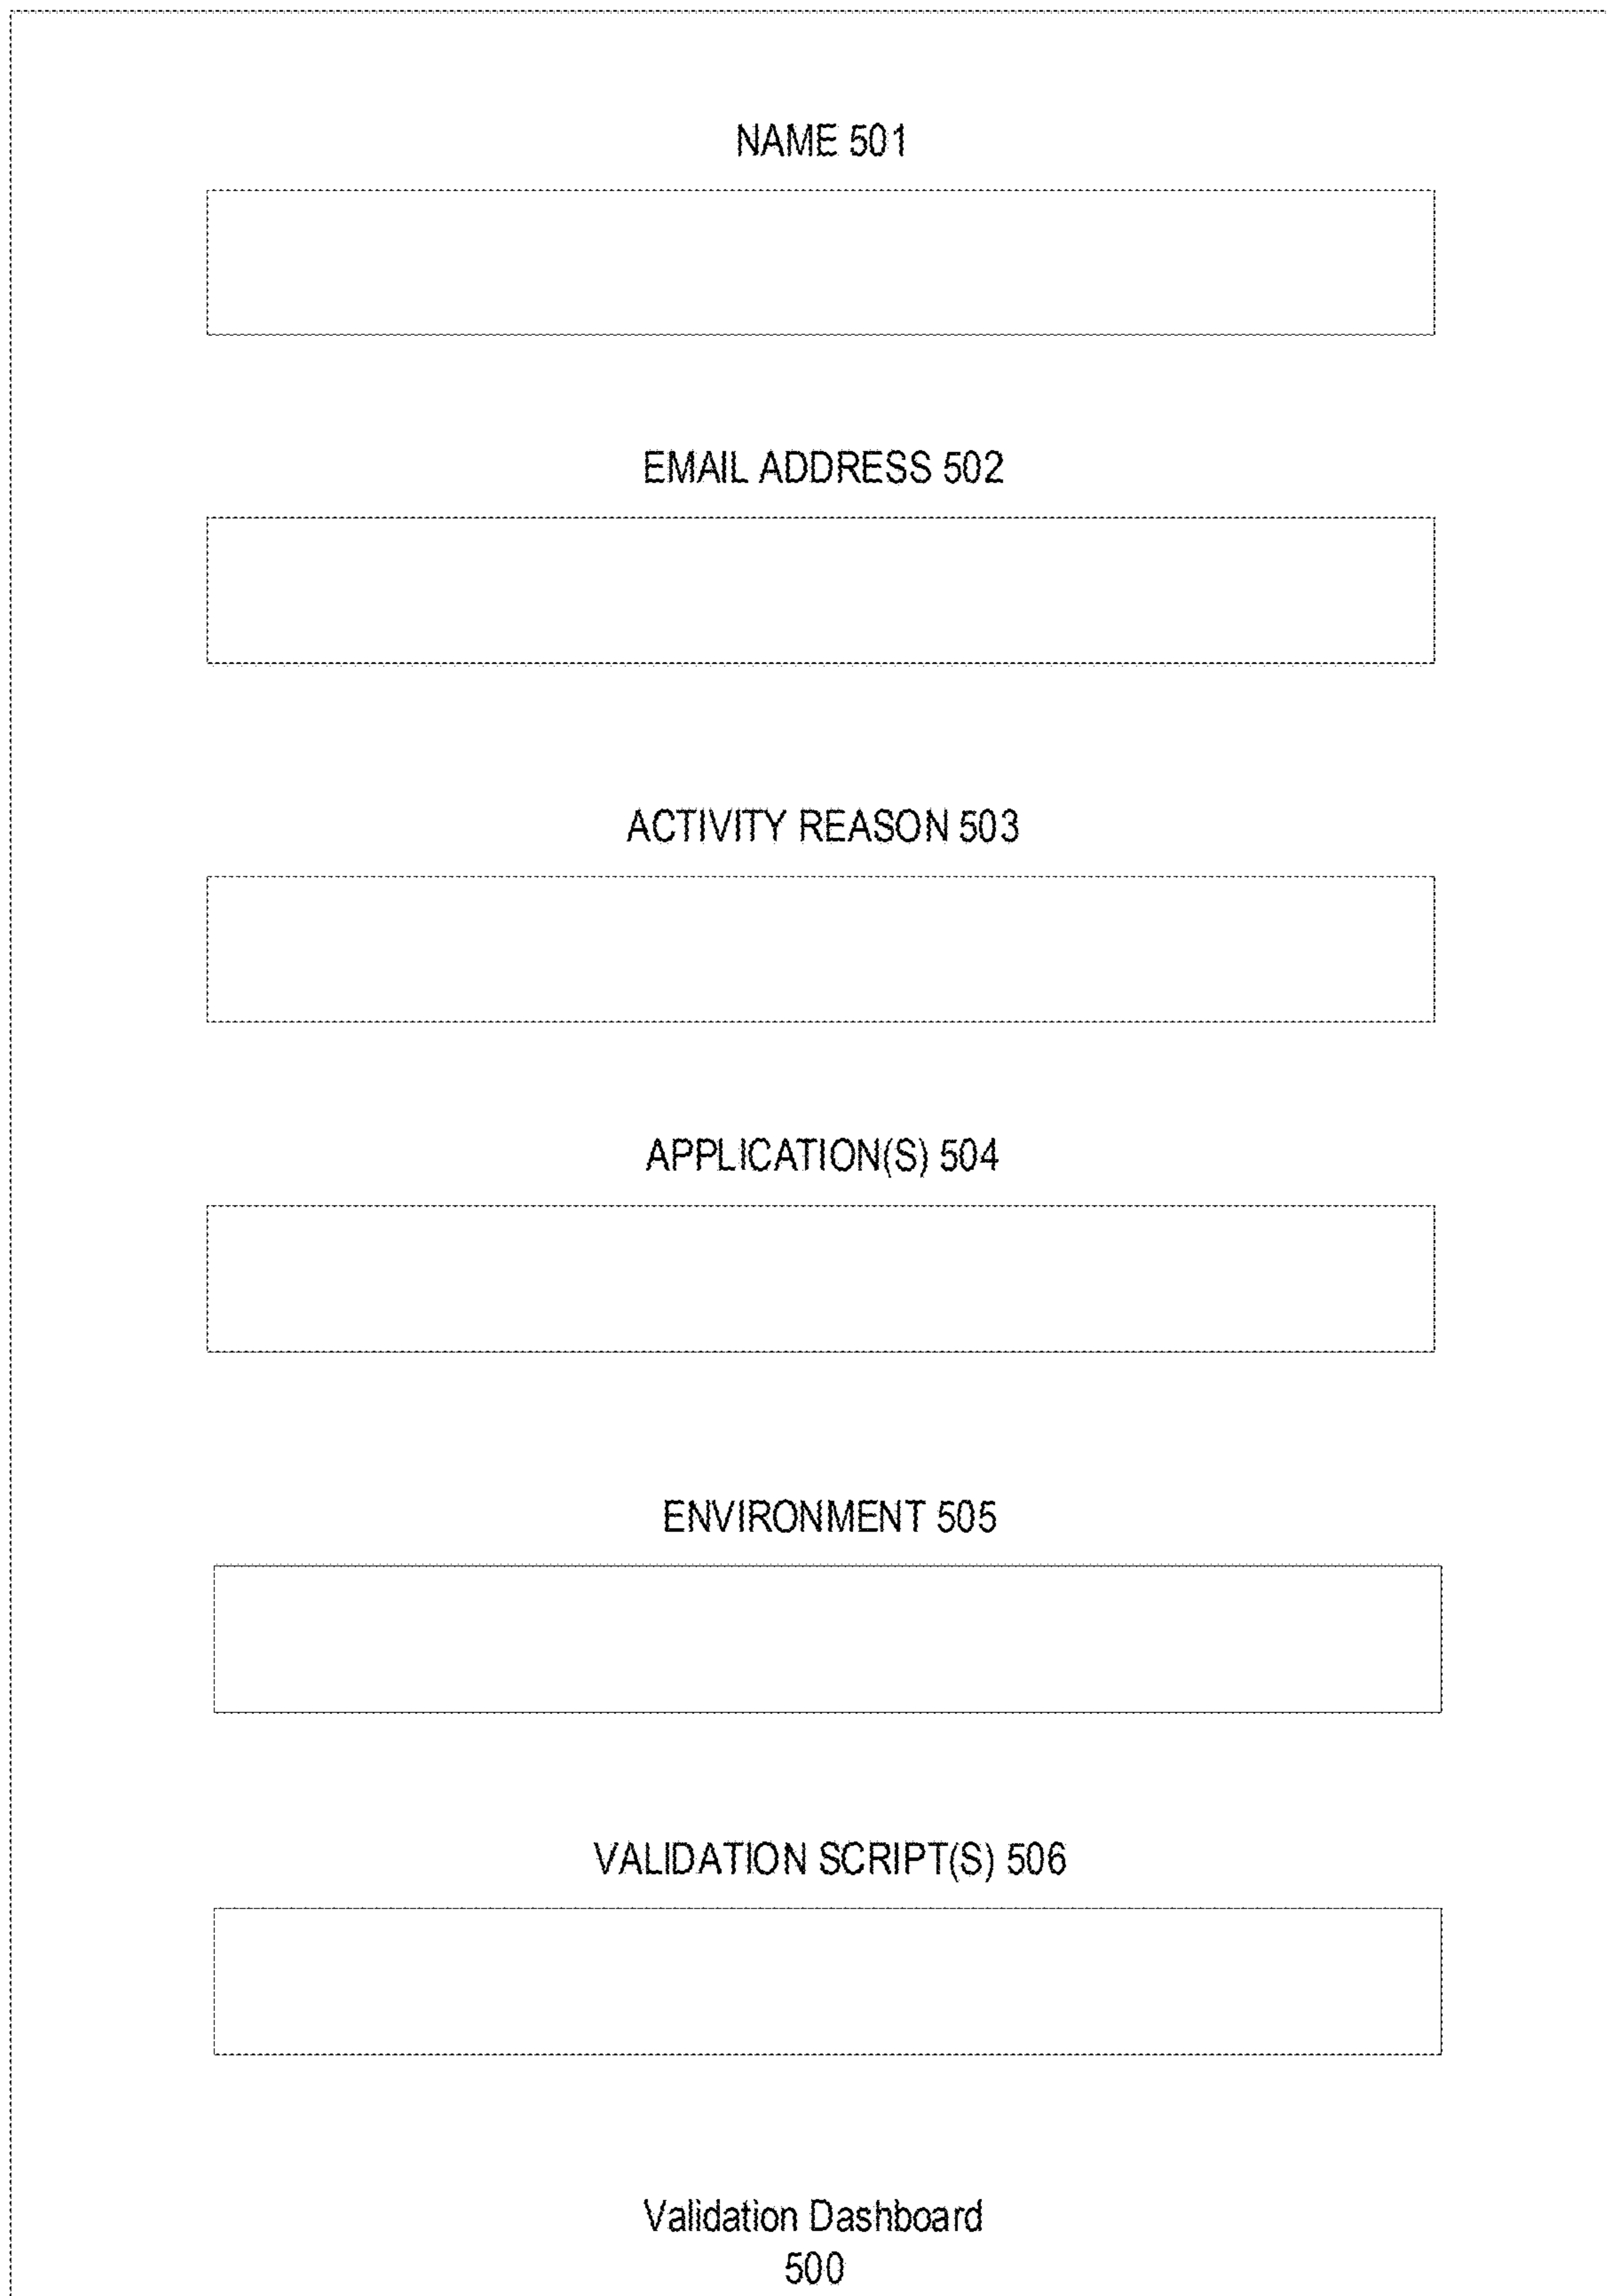 NAME 501
EMAIL ADDRESS 502
ACTIVITY REASON 503
APPLICATION(S) 504
ENVIRONMENT 505
VALIDATION SCRIPT(S) 506
Validation Dashboard
500